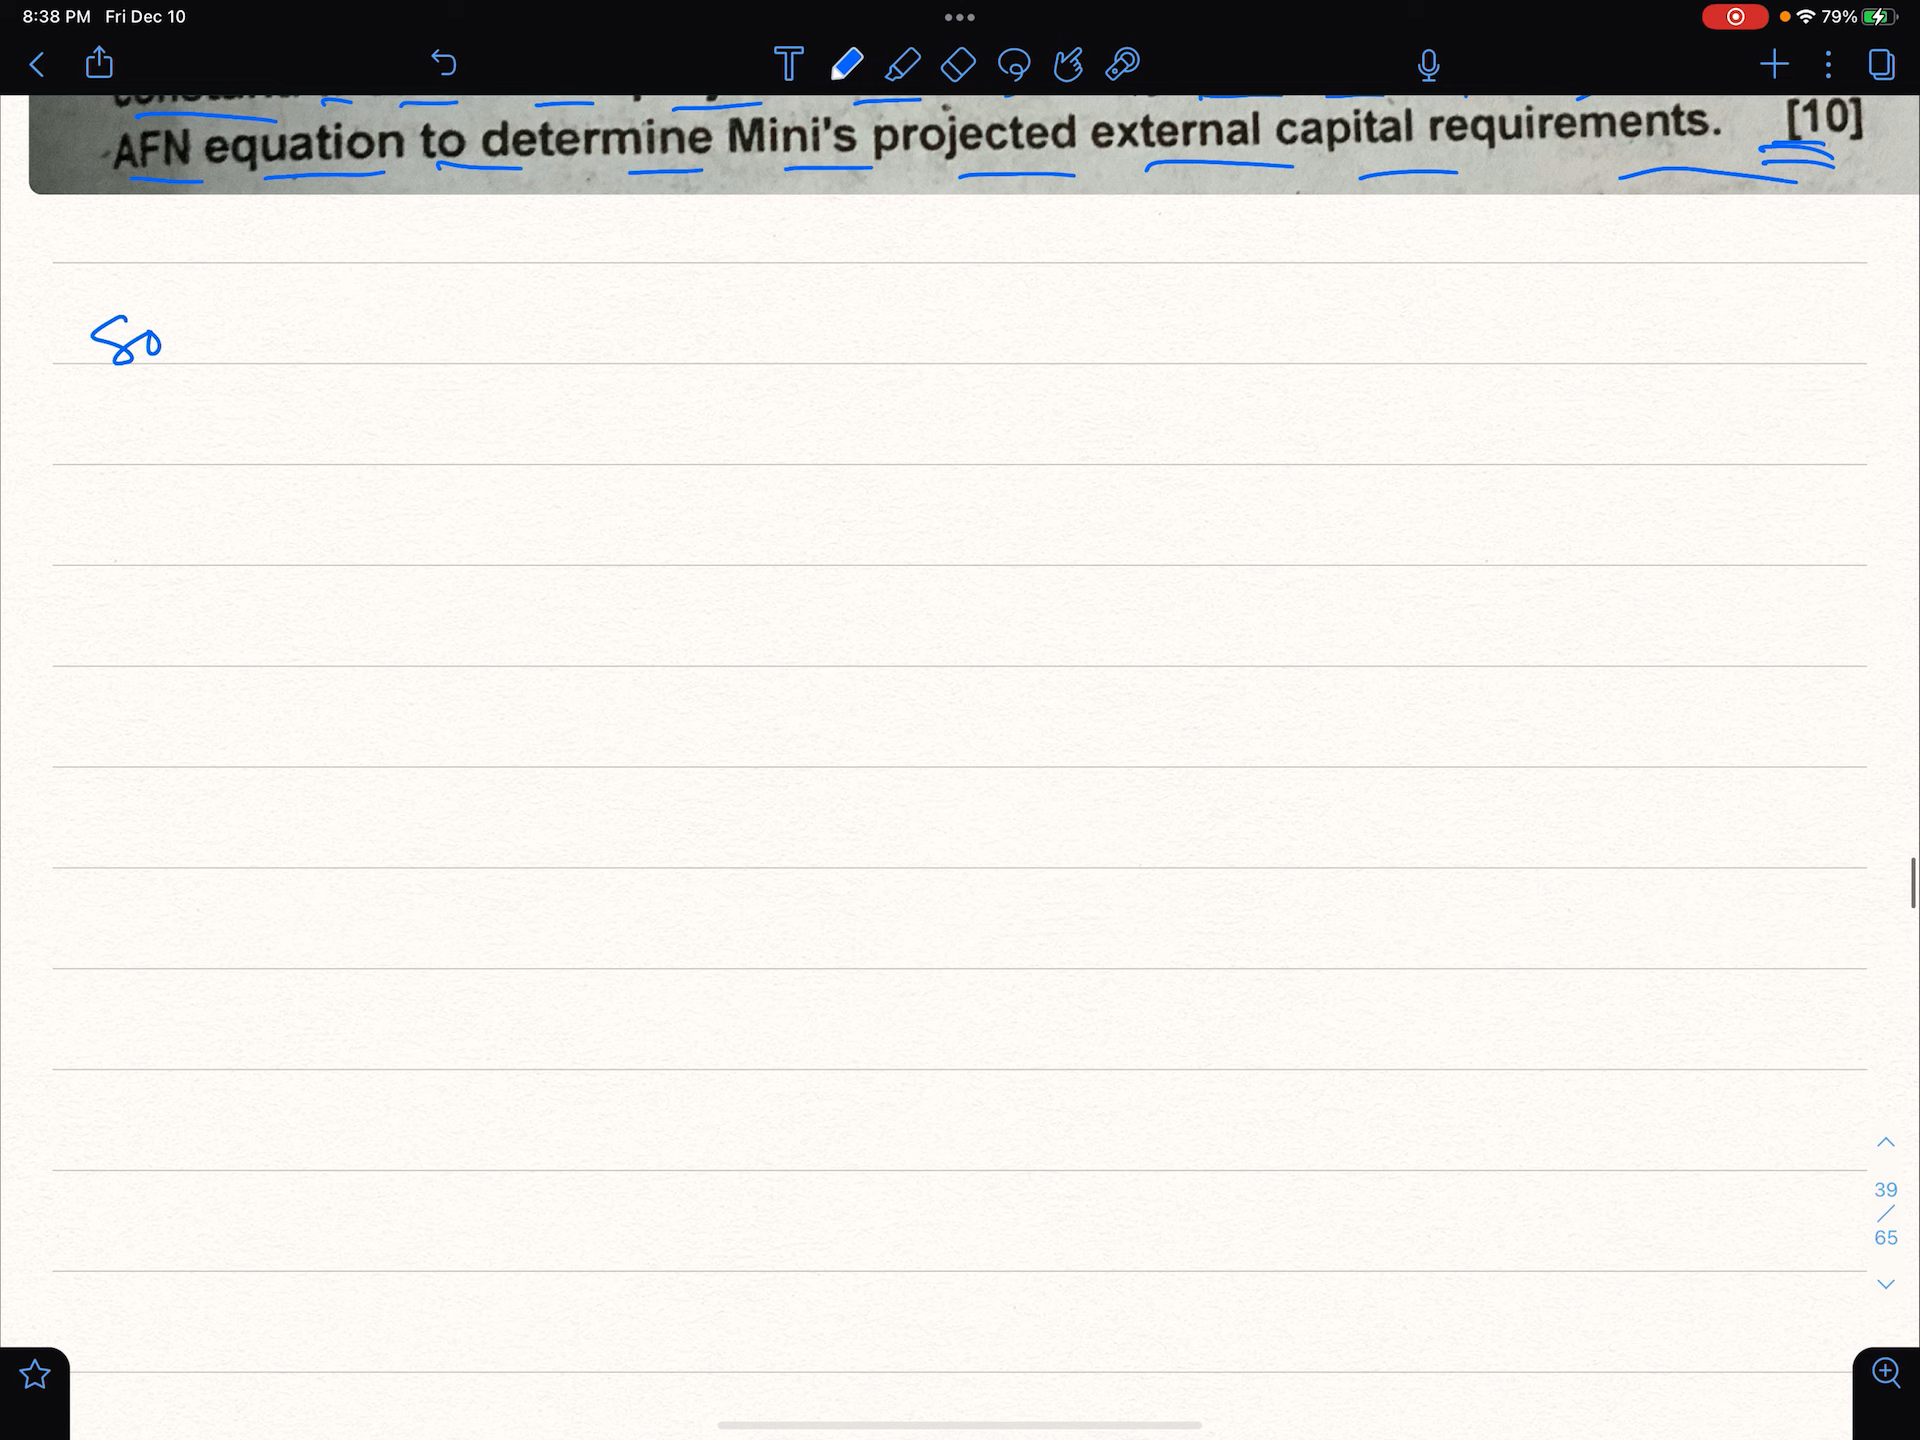 8:38 PM Fri Dec 10
79%
AFN equation to determine Mini's projected external capital requirements. [10]
So
39
/
65